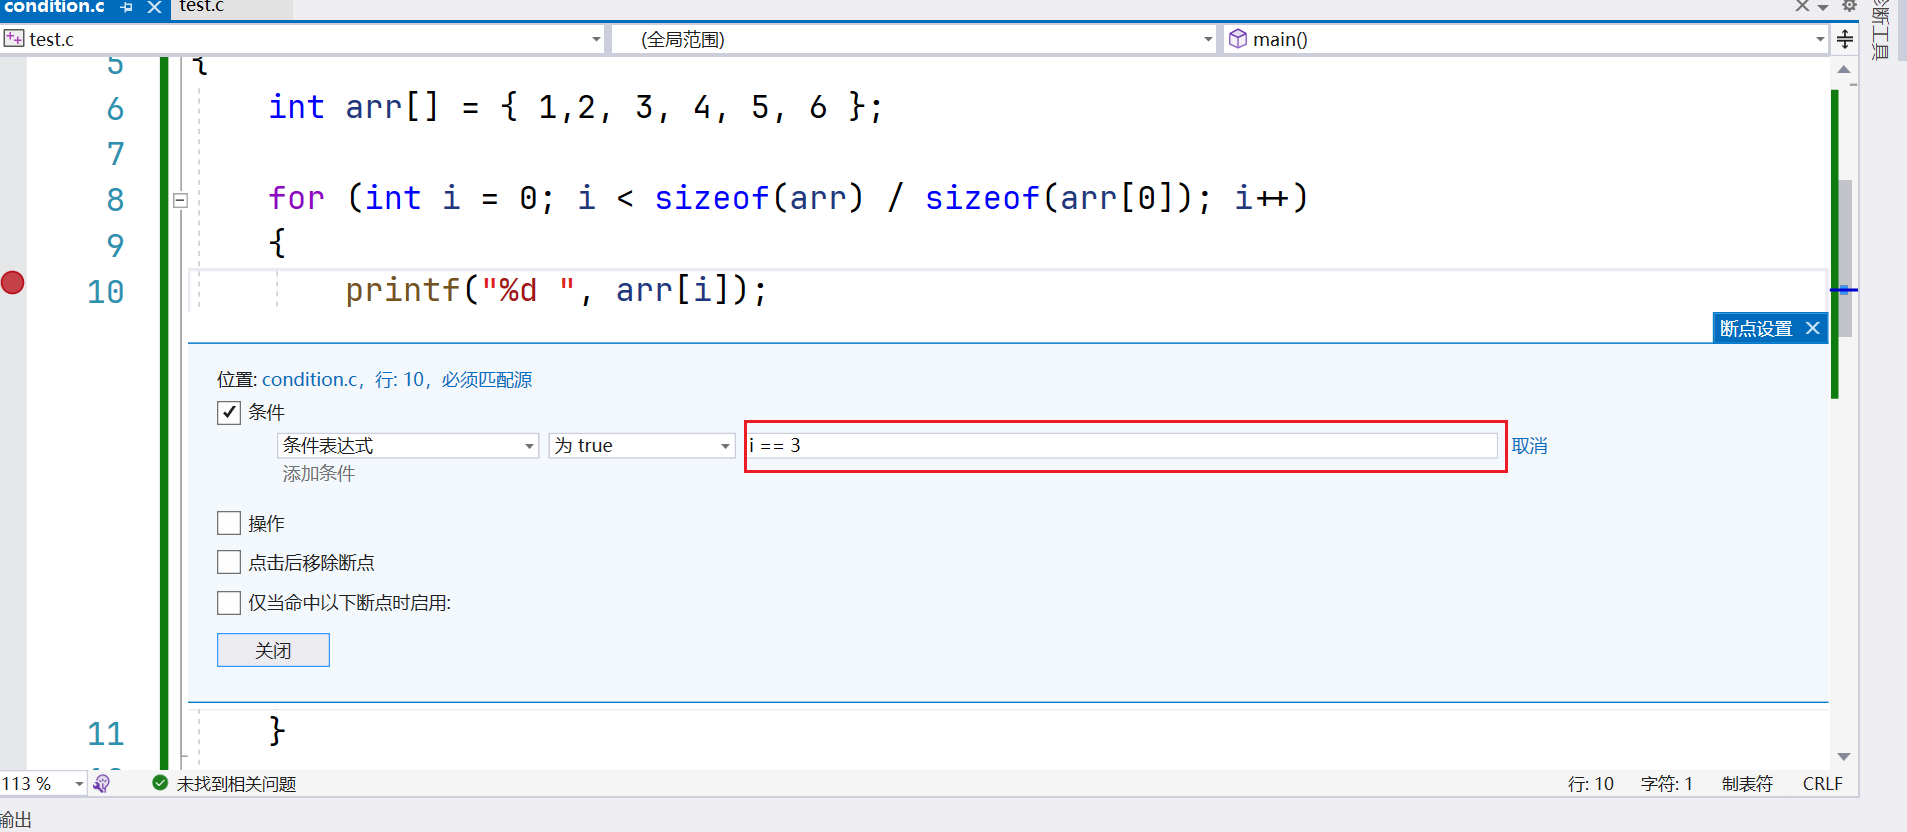 condition.c
test.c
诊断工具
test.c
(全局范围)
main()
5 {
6 int arr[] = { 1,2, 3, 4, 5, 6 };
7
8 for (int i = 0; i < sizeof(arr) / sizeof(arr[0]); i++)
9 {
10 printf("%d ", arr[i]);
断点设置
位置: condition.c, 行: 10, 必须匹配源
条件
条件表达式 为 true i == 3 取消
添加条件
操作
点击后移除断点
仅当命中以下断点时启用:
关闭
11 }
113 %
未找到相关问题
行: 10 字符: 1 制表符 CRLF
输出